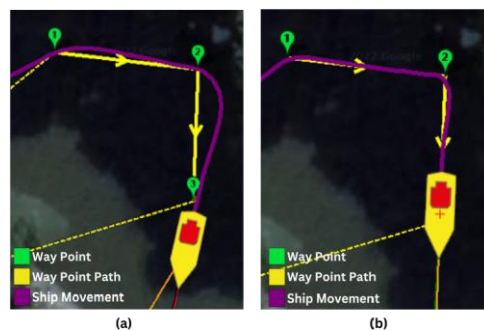 1
2
3
Way Point
Way Point Path
Ship Movement
(a)
1
2
Way Point
Way Point Path
Ship Movement
(b)